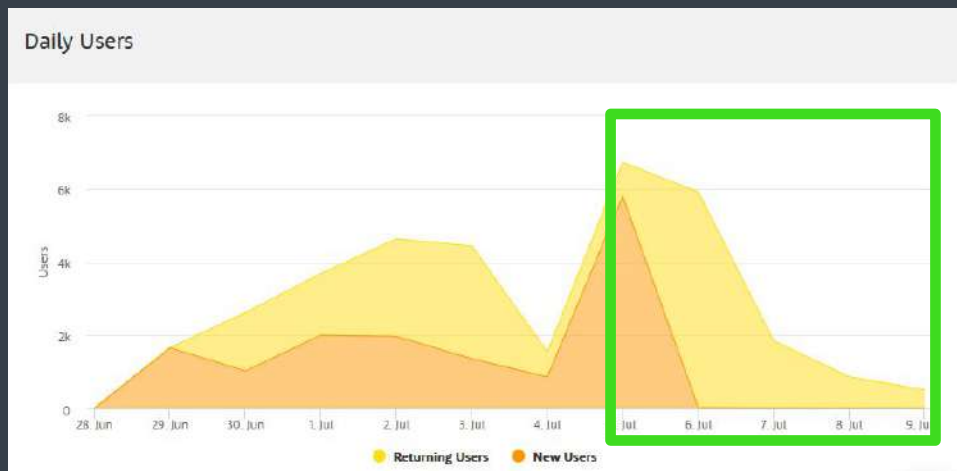 Daily Users
8k
6k
4k
2k
0
Users
28. Jun 29. Jun 30. Jun 1. Jul 2. Jul 3. Jul 4. Jul Jul 6. Jul 7. Jul 8. Jul 9.
Returning Users New Users